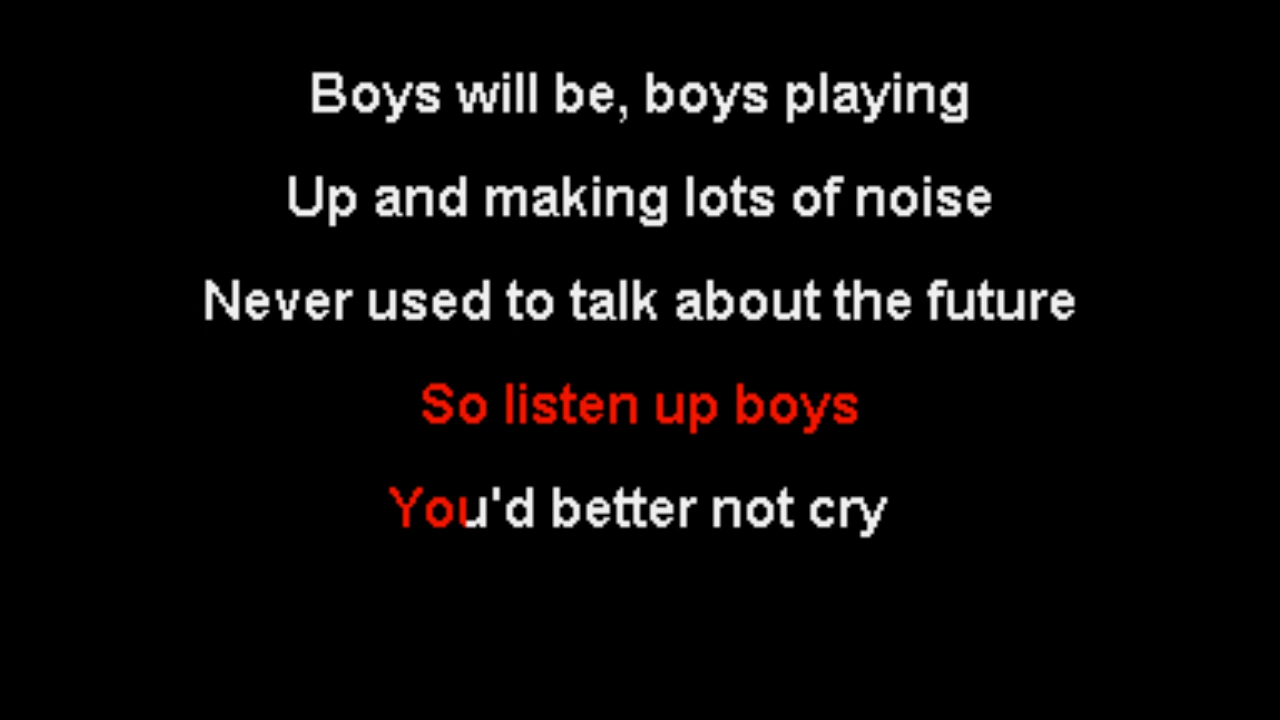 Boys will be, boys playing
Up and making lots of noise
Never used to talk about the future
So listen up boys
You'd better not cry